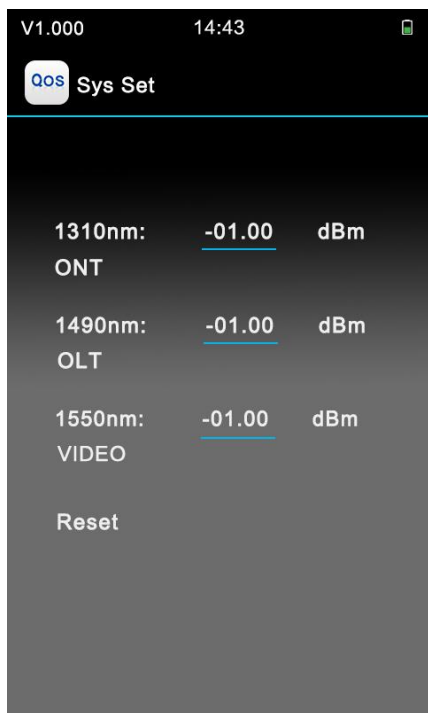 V1.000 14:43
QOS Sys Set
1310nm: -01.00 dBm
ONT
1490nm: -01.00 dBm
OLT
1550nm: -01.00 dBm
VIDEO
Reset